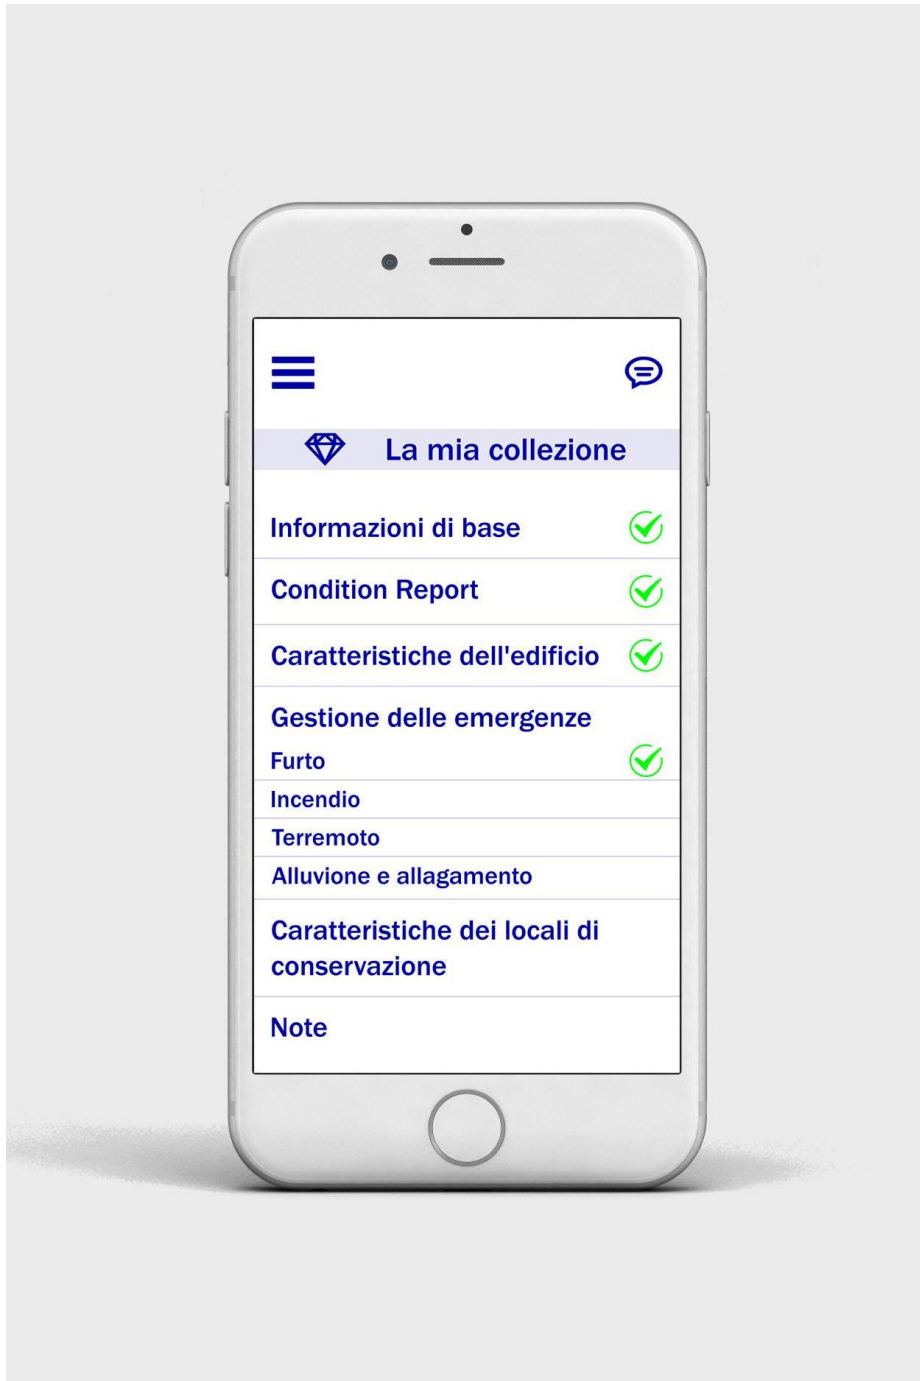 La mia collezione
Informazioni di base
Condition Report
Caratteristiche dell'edificio
Gestione delle emergenze
Furto
Incendio
Terremoto
Alluvione e allagamento
Caratteristiche dei locali di
conservazione
Note